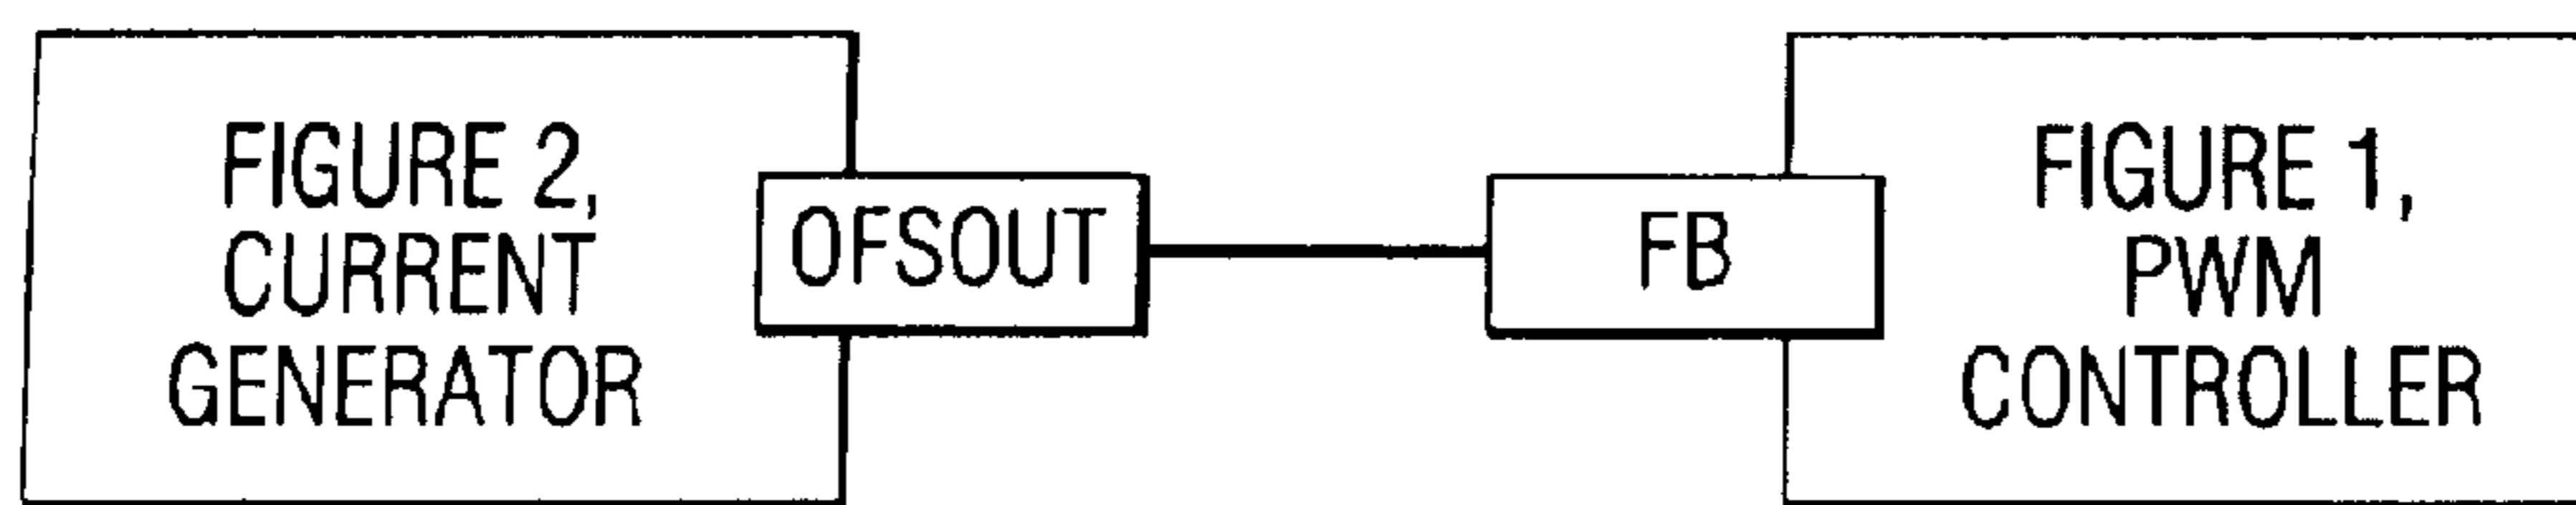 FIGURE 2,
CURRENT
GENERATOR
OFSOUT
FB
FIGURE 1,
PWM
CONTROLLER